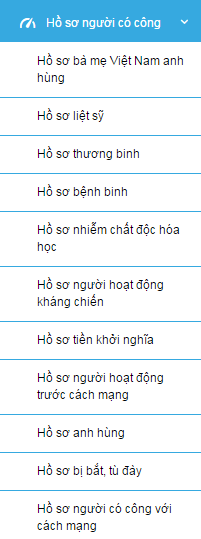 Hồ sơ người có công
Hồ sơ bà mẹ Việt Nam anh
hùng
Hồ sơ liệt sỹ
Hồ sơ thương binh
Hồ sơ bệnh binh
Hồ sơ nhiễm chất độc hóa
học
Hồ sơ người hoạt động
kháng chiến
Hồ sơ tiền khởi nghĩa
Hồ sơ người hoạt động
trước cách mạng
Hồ sơ anh hùng
Hồ sơ bị bắt, tù đày
Hồ sơ người có công với
cách mạng